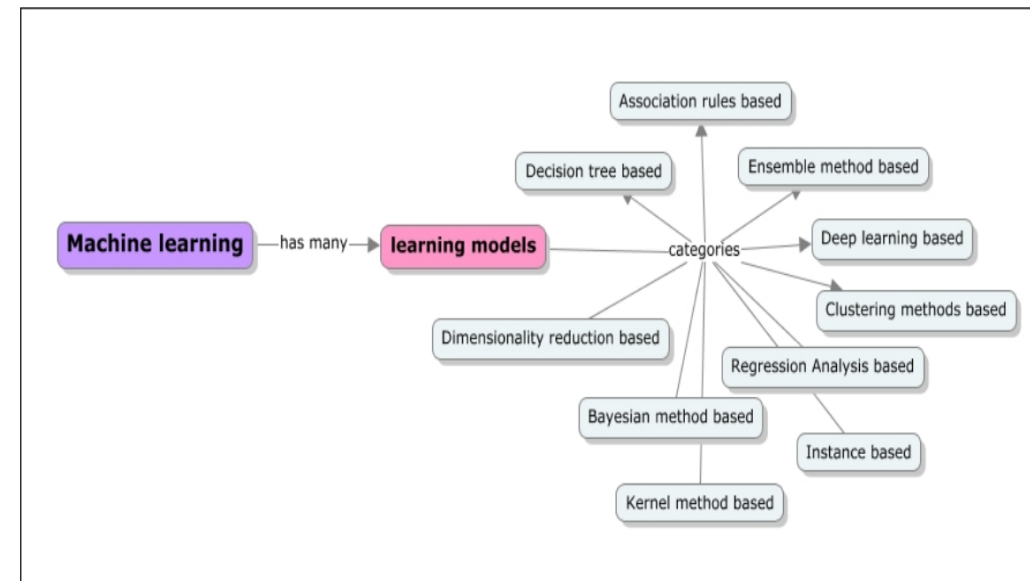 Association rules based
Decision tree based
Ensemble method based
Machine learning
has many
learning models
categories
Deep learning based
Clustering methods based
Dimensionality reduction based
Regression Analysis based
Bayesian method based
Instance based
Kernel method based